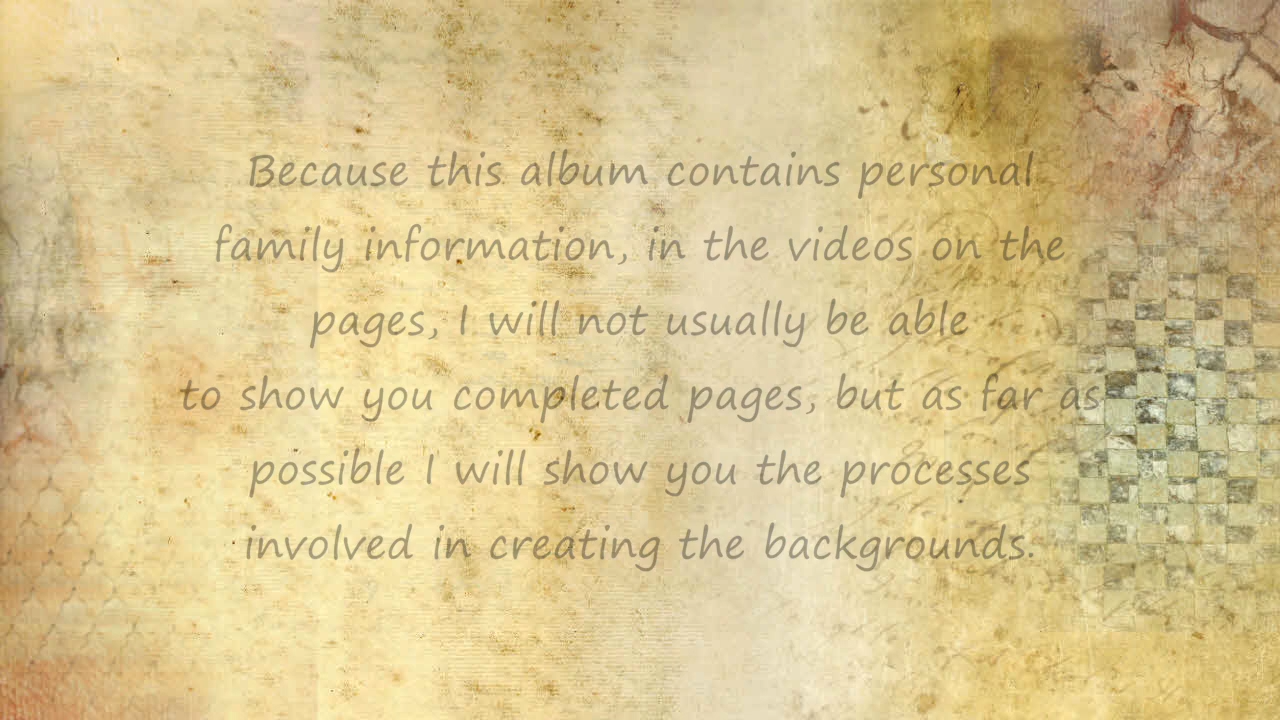 Because this album contains personal
family information, in the videos on the
pages, I will not usually be able
to show you completed pages, but as far as
possible I will show you the processes
involved in creating the backgrounds.